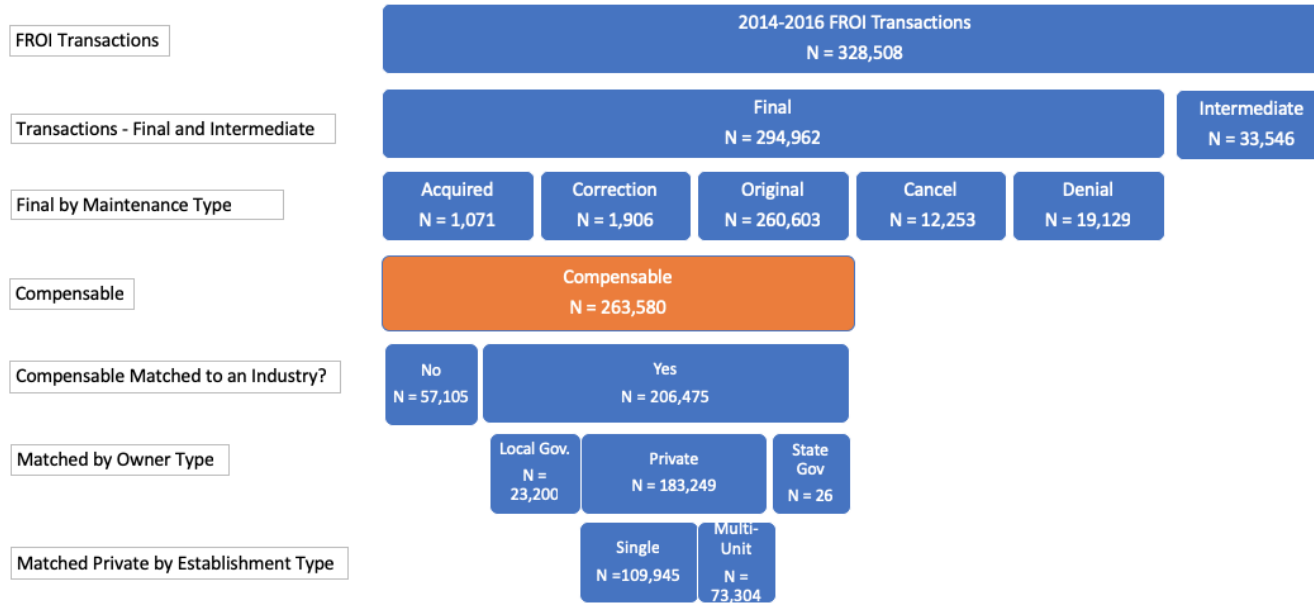 FROI Transactions
2014-2016 FROI Transactions
N = 328,508
Transactions - Final and Intermediate
Final
N = 294,962
Intermediate
N = 33,546
Final by Maintenance Type
Acquired
N = 1,071
Correction
N = 1,906
Original
N = 260,603
Cancel
N = 12,253
Denial
N = 19,129
Compensable
Compensable
N = 263,580
Compensable Matched to an Industry?
No
N = 57,105
Yes
N = 206,475
Matched by Owner Type
Local Gov.
N =
23,200
Private
N = 183,249
State
Gov
N = 26
Matched Private by Establishment Type
Single
N =109,945
Multi-
Unit
N =
73,304